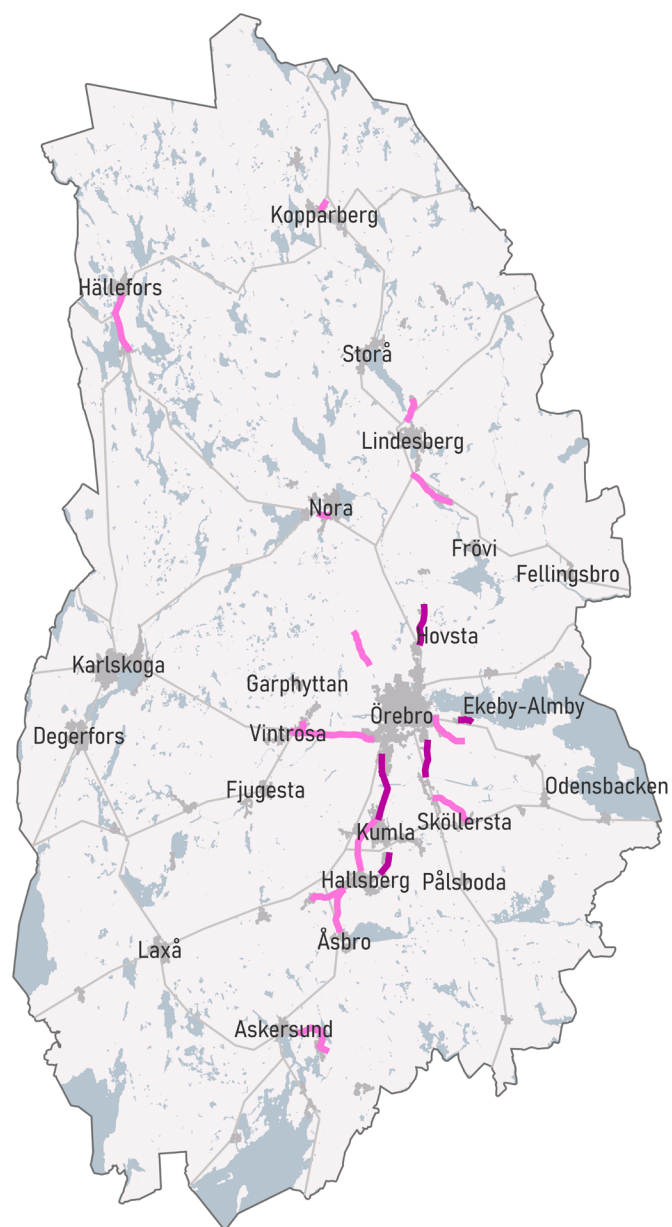 Kopparberg
Hällefors
Storå
Lindesberg
Nora
Frövi
Fellingsbro
Hovsta
Karlskoga
Garphyttan
Ekeby-Almby
Örebro
Degerfors
Vintrosa
Fjugesta
Odensbacken
Sköllersta
Kumla
Hallsberg
Pålsboda
Åsbro
Laxå
Askersund